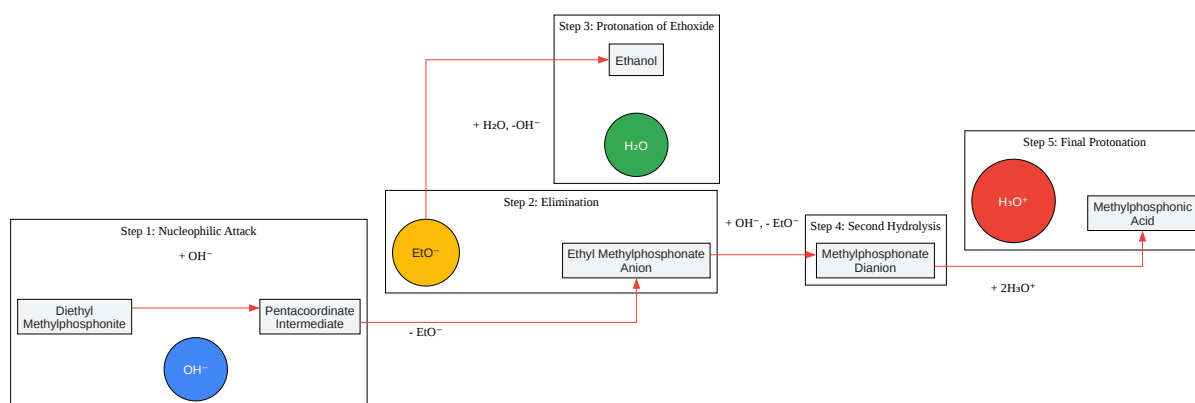 Step 1: Nucleophilic Attack
+ OH⁻
Diethyl
Methylphosphonite
Pentacoordinate
Intermediate
OH⁻
- EtO⁻
Step 2: Elimination
EtO⁻
Ethyl Methylphosphonate
Anion
+ H₂O, -OH⁻
Step 3: Protonation of Ethoxide
Ethanol
H₂O
+ OH⁻, - EtO⁻
Step 4: Second Hydrolysis
Methylphosphonate
Dianion
+ 2H₃O⁺
Step 5: Final Protonation
H₃O⁺
Methylphosphonic
Acid